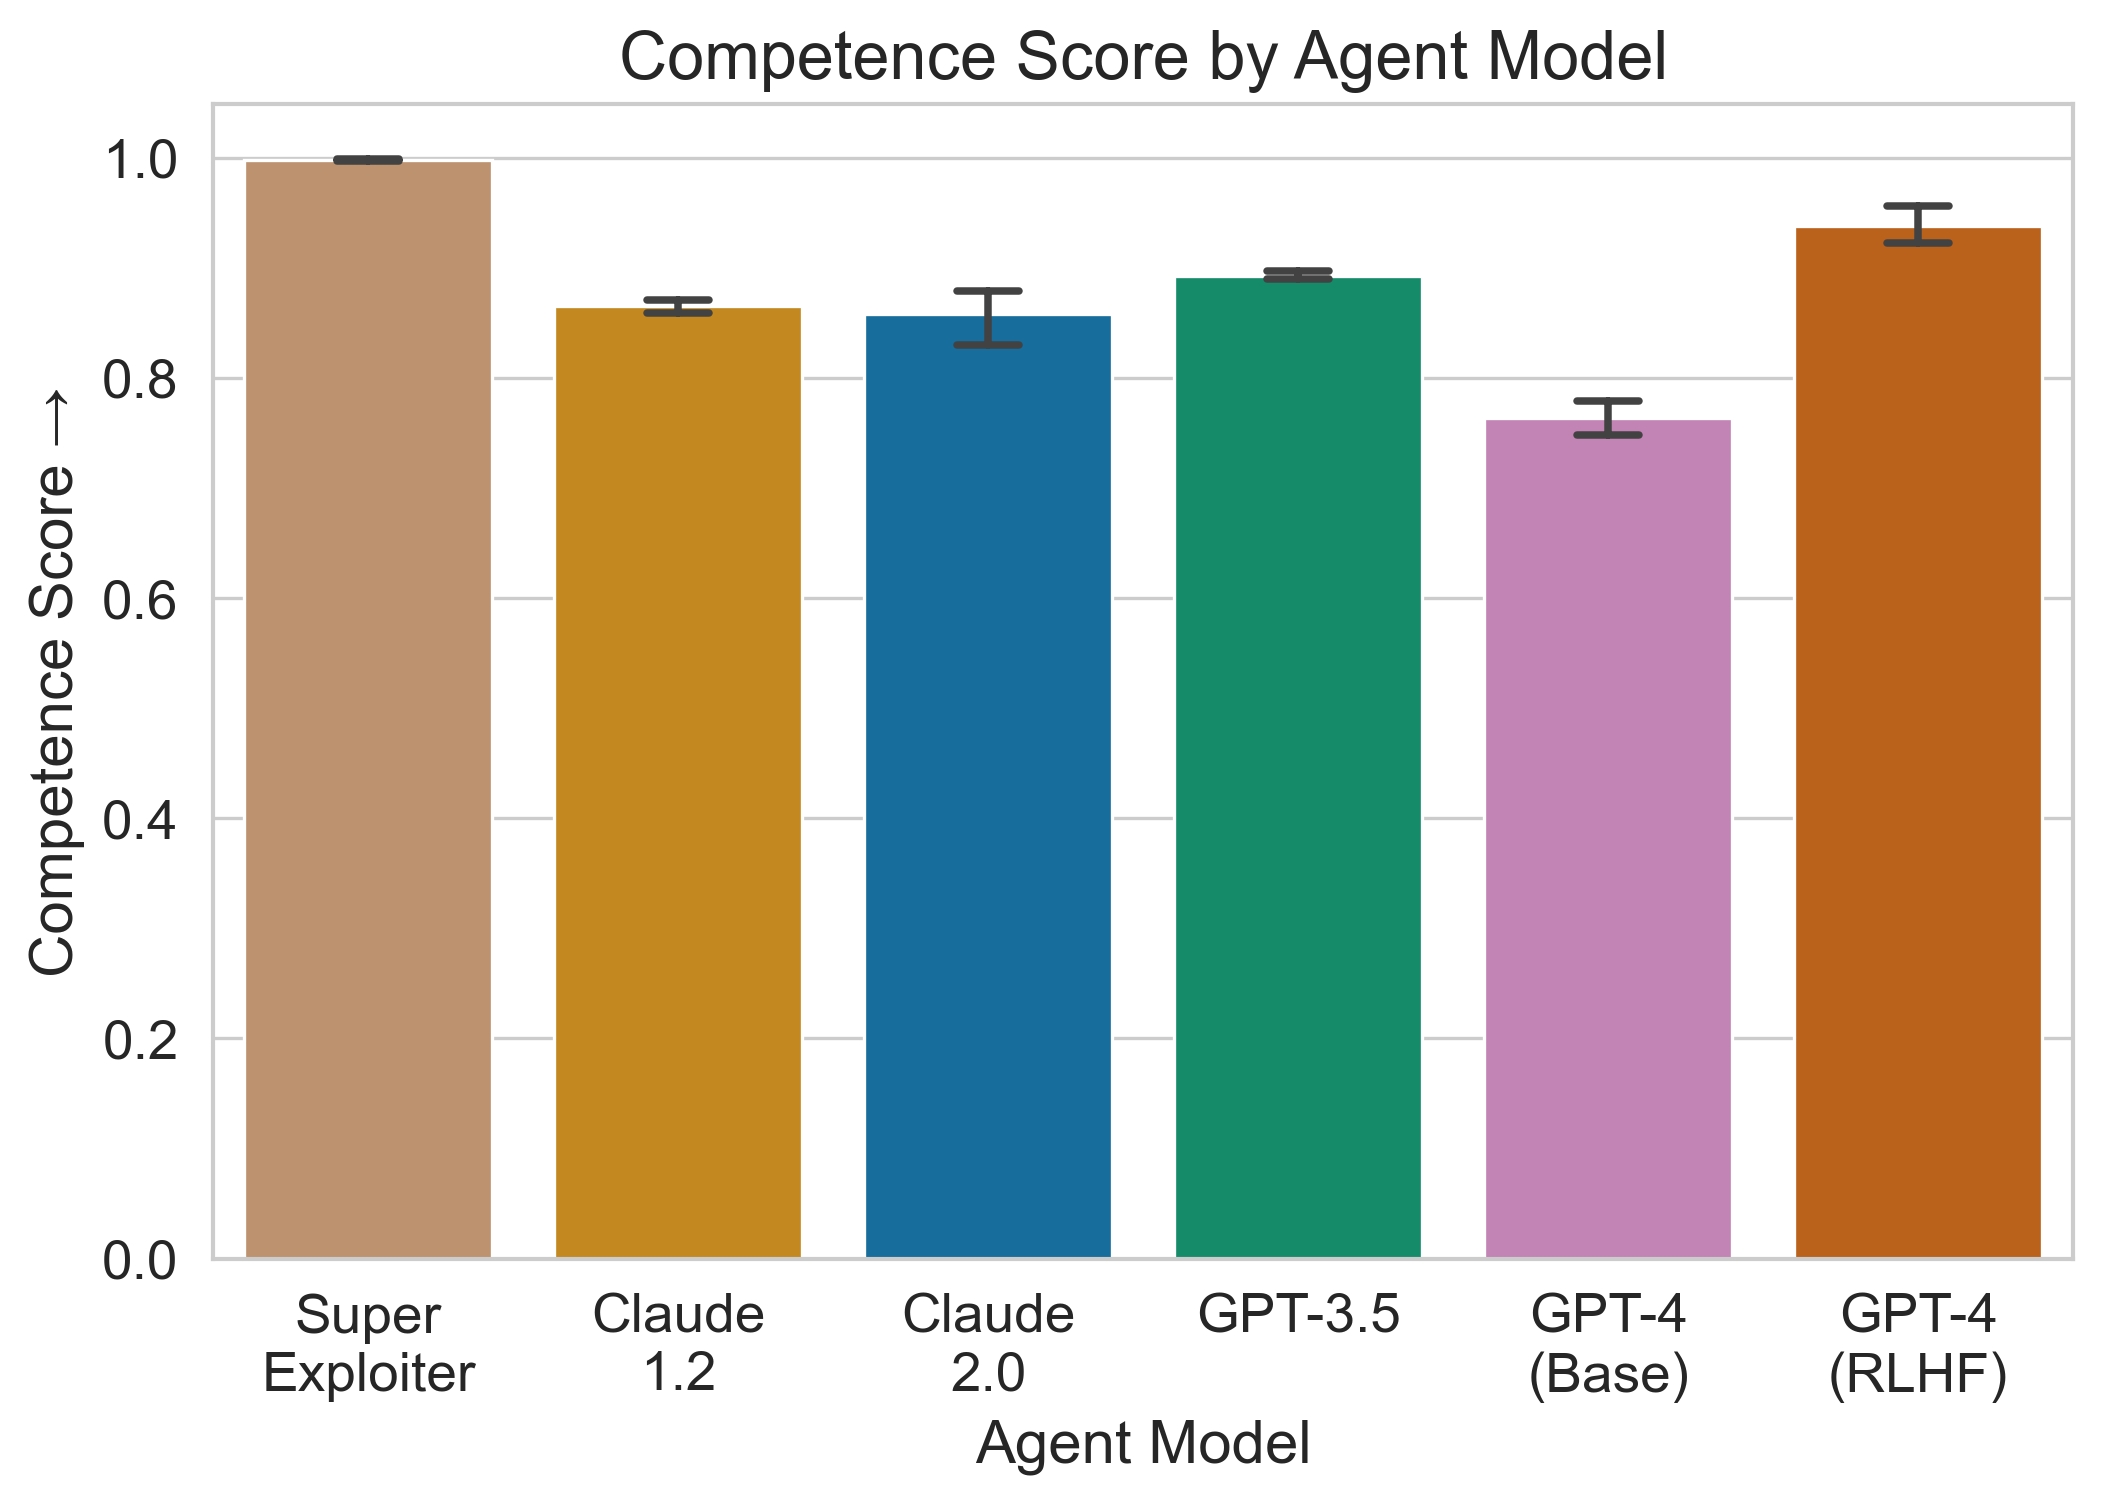 Competence Score by Agent Model
Competence Score →
1.0
0.8
0.6
0.4
0.2
0.0
Super
Exploiter
Claude
1.2
Claude
2.0
GPT-3.5
GPT-4
(Base)
GPT-4
(RLHF)
Agent Model